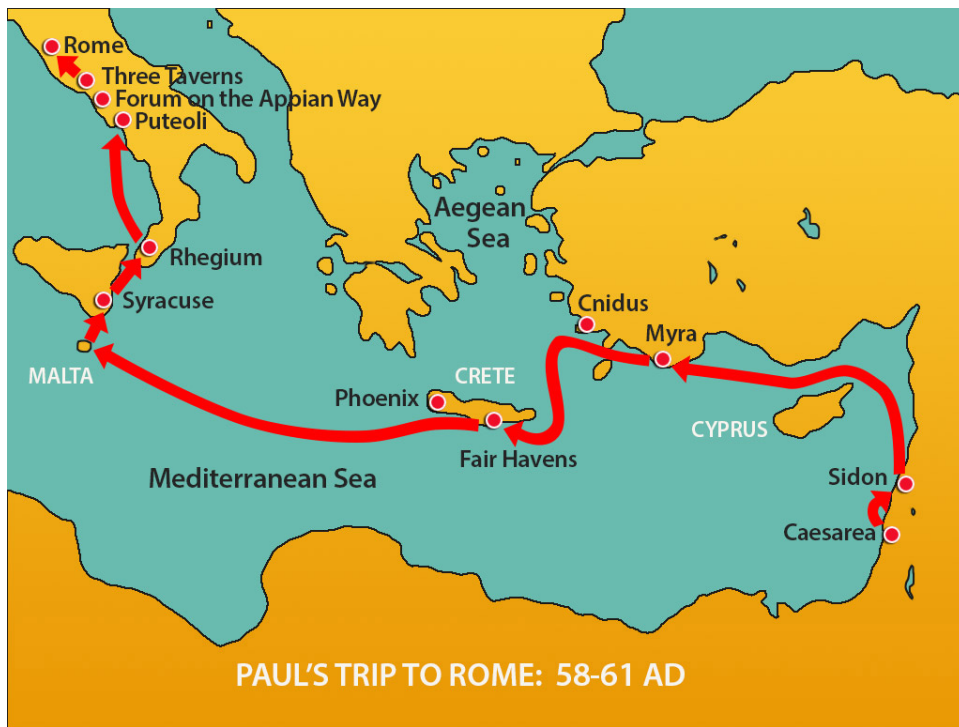 Rome
Three Taverns
Forum on the Appian Way
Puteoli
Aegean
Sea
Rhegium
Syracuse
Cnidus
Myra
MALTA
CRETE
Phoenix
CYPRUS
Fair Havens
Mediterranean Sea
Sidon
Caesarea
PAUL'S TRIP TO ROME: 58-61 AD